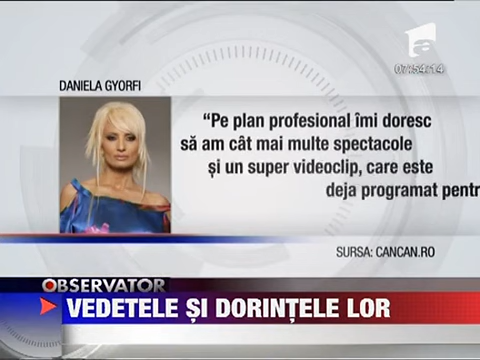 a
07:54:14
DANIELA GYORFI
“Pe plan profesional îmi doresc
să am cât mai multe spectacole
și un super videoclip, care este
deja programat pentr
SURSA: CANCAN.RO
OBSERVATOR
VEDETELE ȘI DORINȚELE LOR